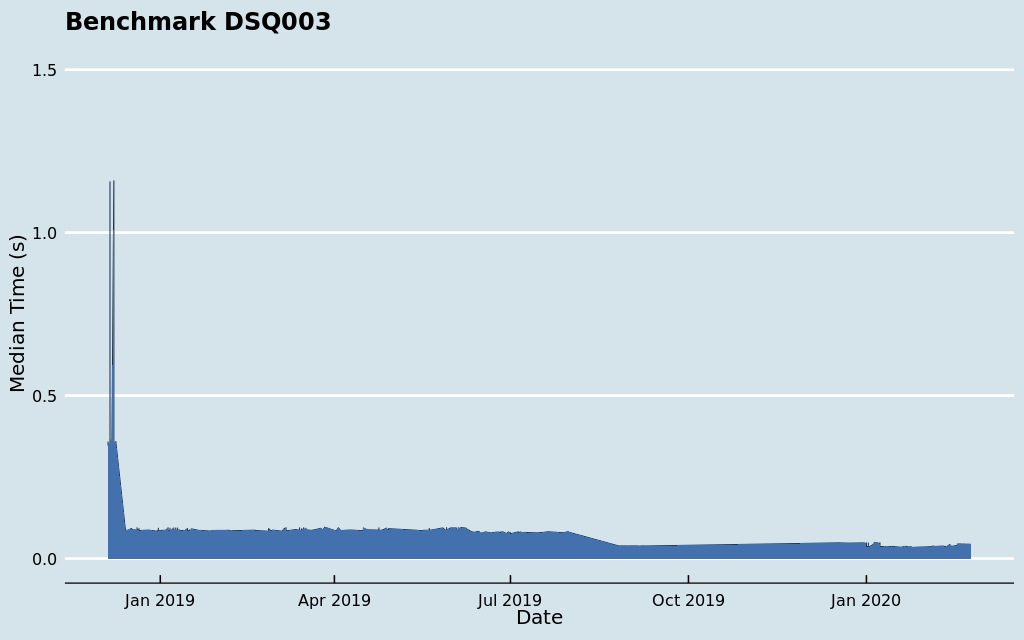 Benchmark DSQ003
1.5
1.0
0.5
0.0
Median Time (s)
Jan 2019
Apr 2019
Jul 2019
Oct 2019
Jan 2020
Date